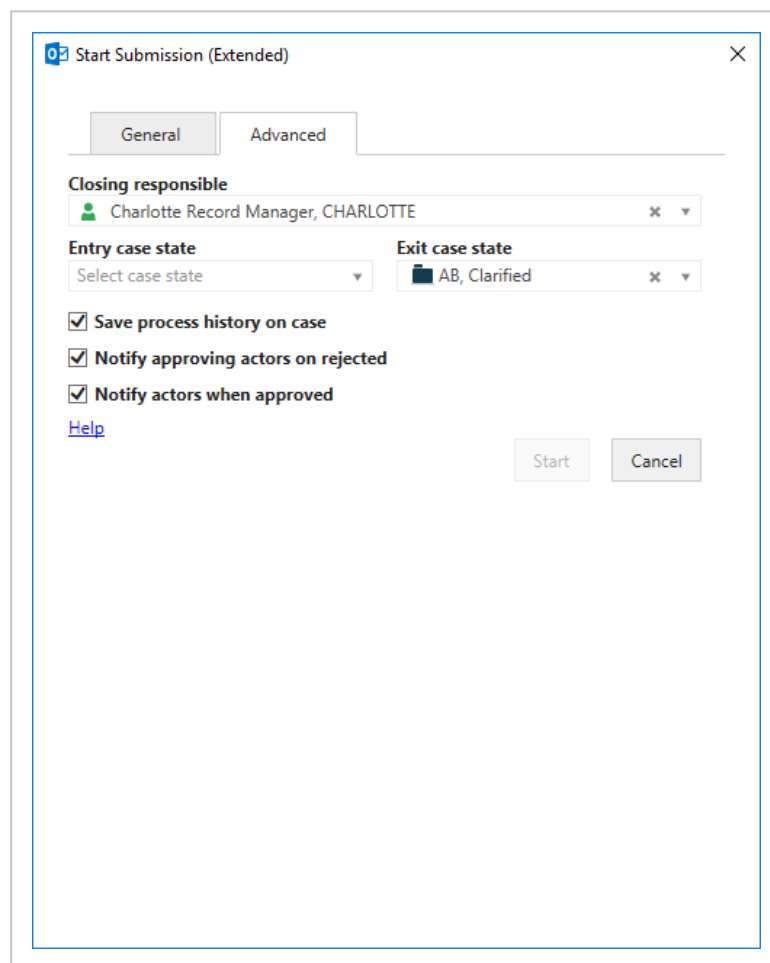 Start Submission (Extended)
General Advanced
Closing responsible
Charlotte Record Manager, CHARLOTTE
Entry case state Exit case state
Select case state AB, Clarified
Save process history on case
Notify approving actors on rejected
Notify actors when approved
Help
Start Cancel